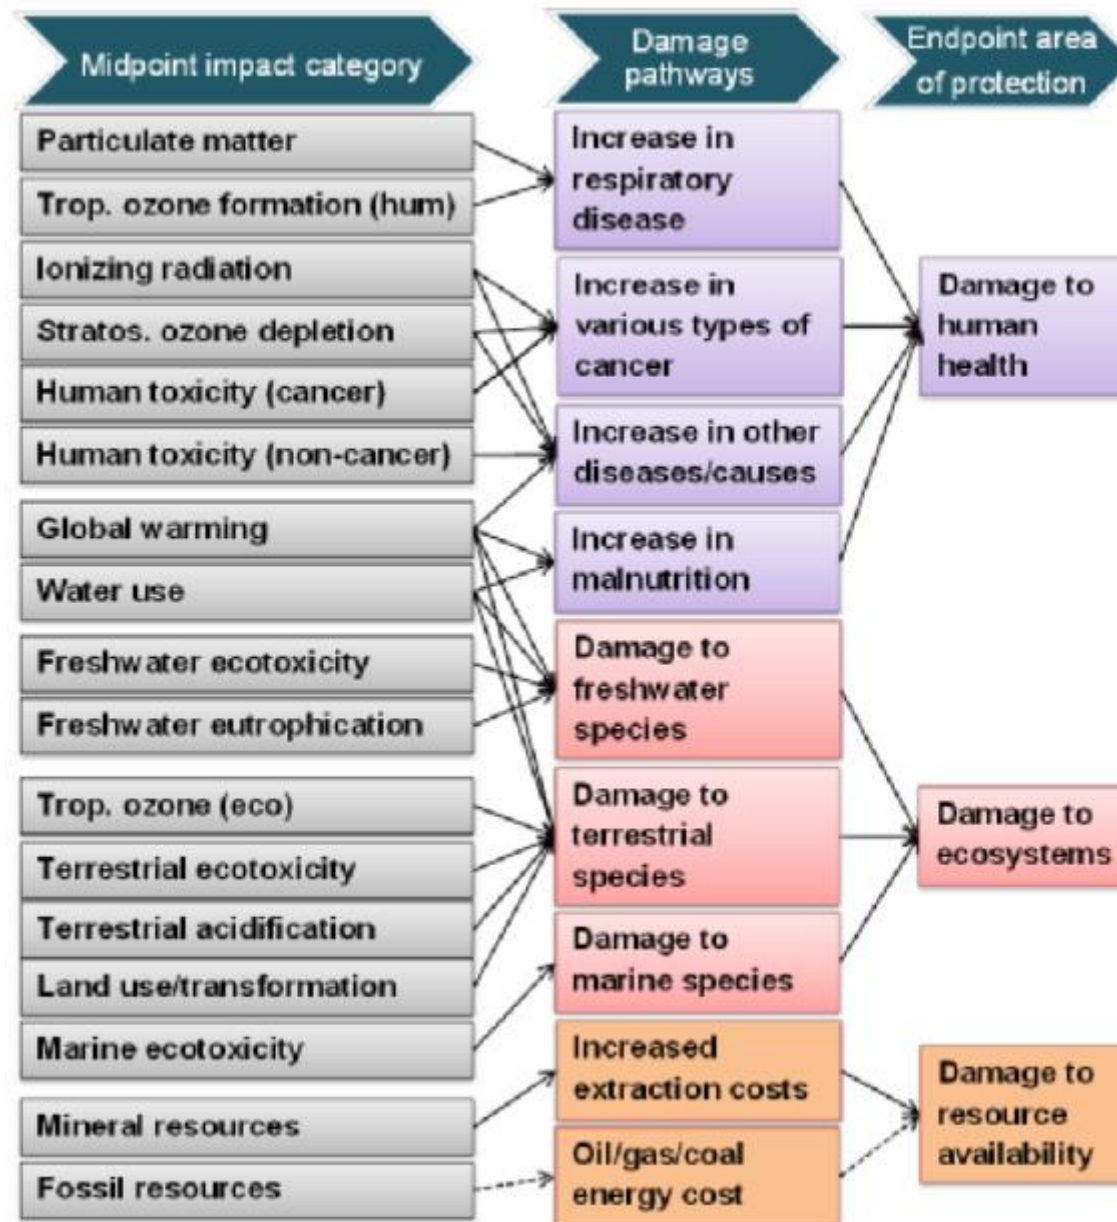 Midpoint impact category
Damage
pathways
Endpoint area
of protection
Particulate matter
Trop. ozone formation (hum)
Ionizing radiation
Stratos. ozone depletion
Human toxicity (cancer)
Human toxicity (non-cancer)
Global warming
Water use
Freshwater ecotoxicity
Freshwater eutrophication
Trop. ozone (eco)
Terrestrial ecotoxicity
Terrestrial acidification
Land use/transformation
Marine ecotoxicity
Mineral resources
Fossil resources
Increase in
respiratory
disease
Increase in
various types of
cancer
Increase in other
diseases/causes
Increase in
malnutrition
Damage to
freshwater
species
Damage to
terrestrial
species
Damage to
marine species
Increased
extraction costs
Oil/gas/coal
energy cost
Damage to
human
health
Damage to
ecosystems
Damage to
resource
availability